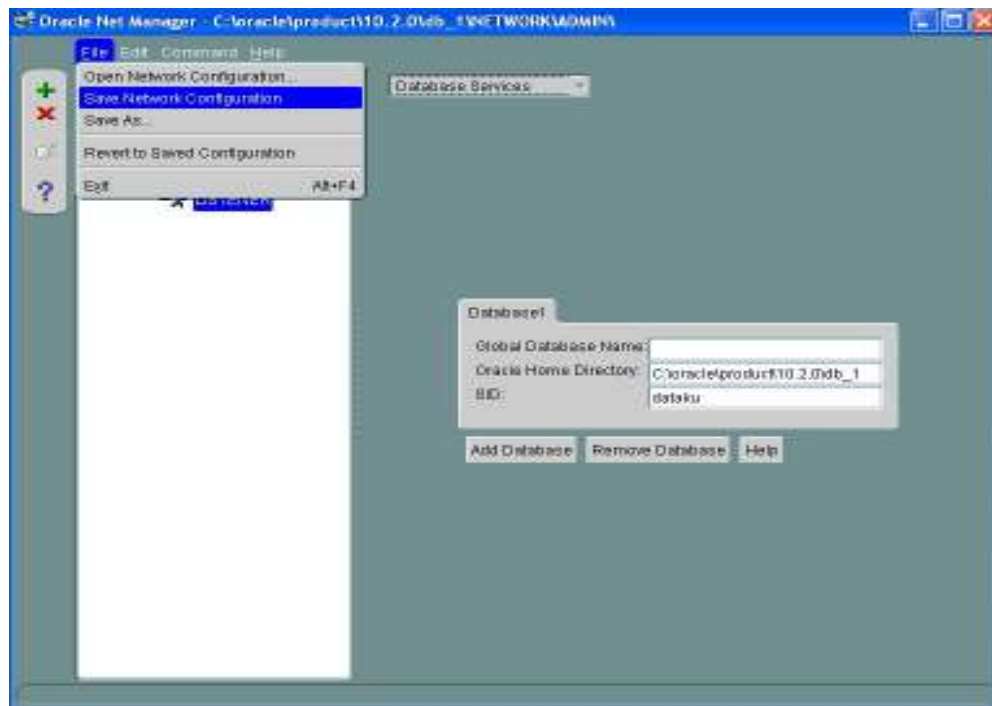 Oracle Net Manager - C:\oracle\product\10.2.0\db_1\NETWORK\ADMIN\
File Edit Command Help
Open Network Configuration...
Save Network Configuration
Save As...
Revert to Saved Configuration
Exit Alt+F4
LISTENER
Database Services
Database1
Global Database Name:
Oracle Home Directory: C:\oracle\product\10.2.0\db_1
SID: dataku
Add Database Remove Database Help